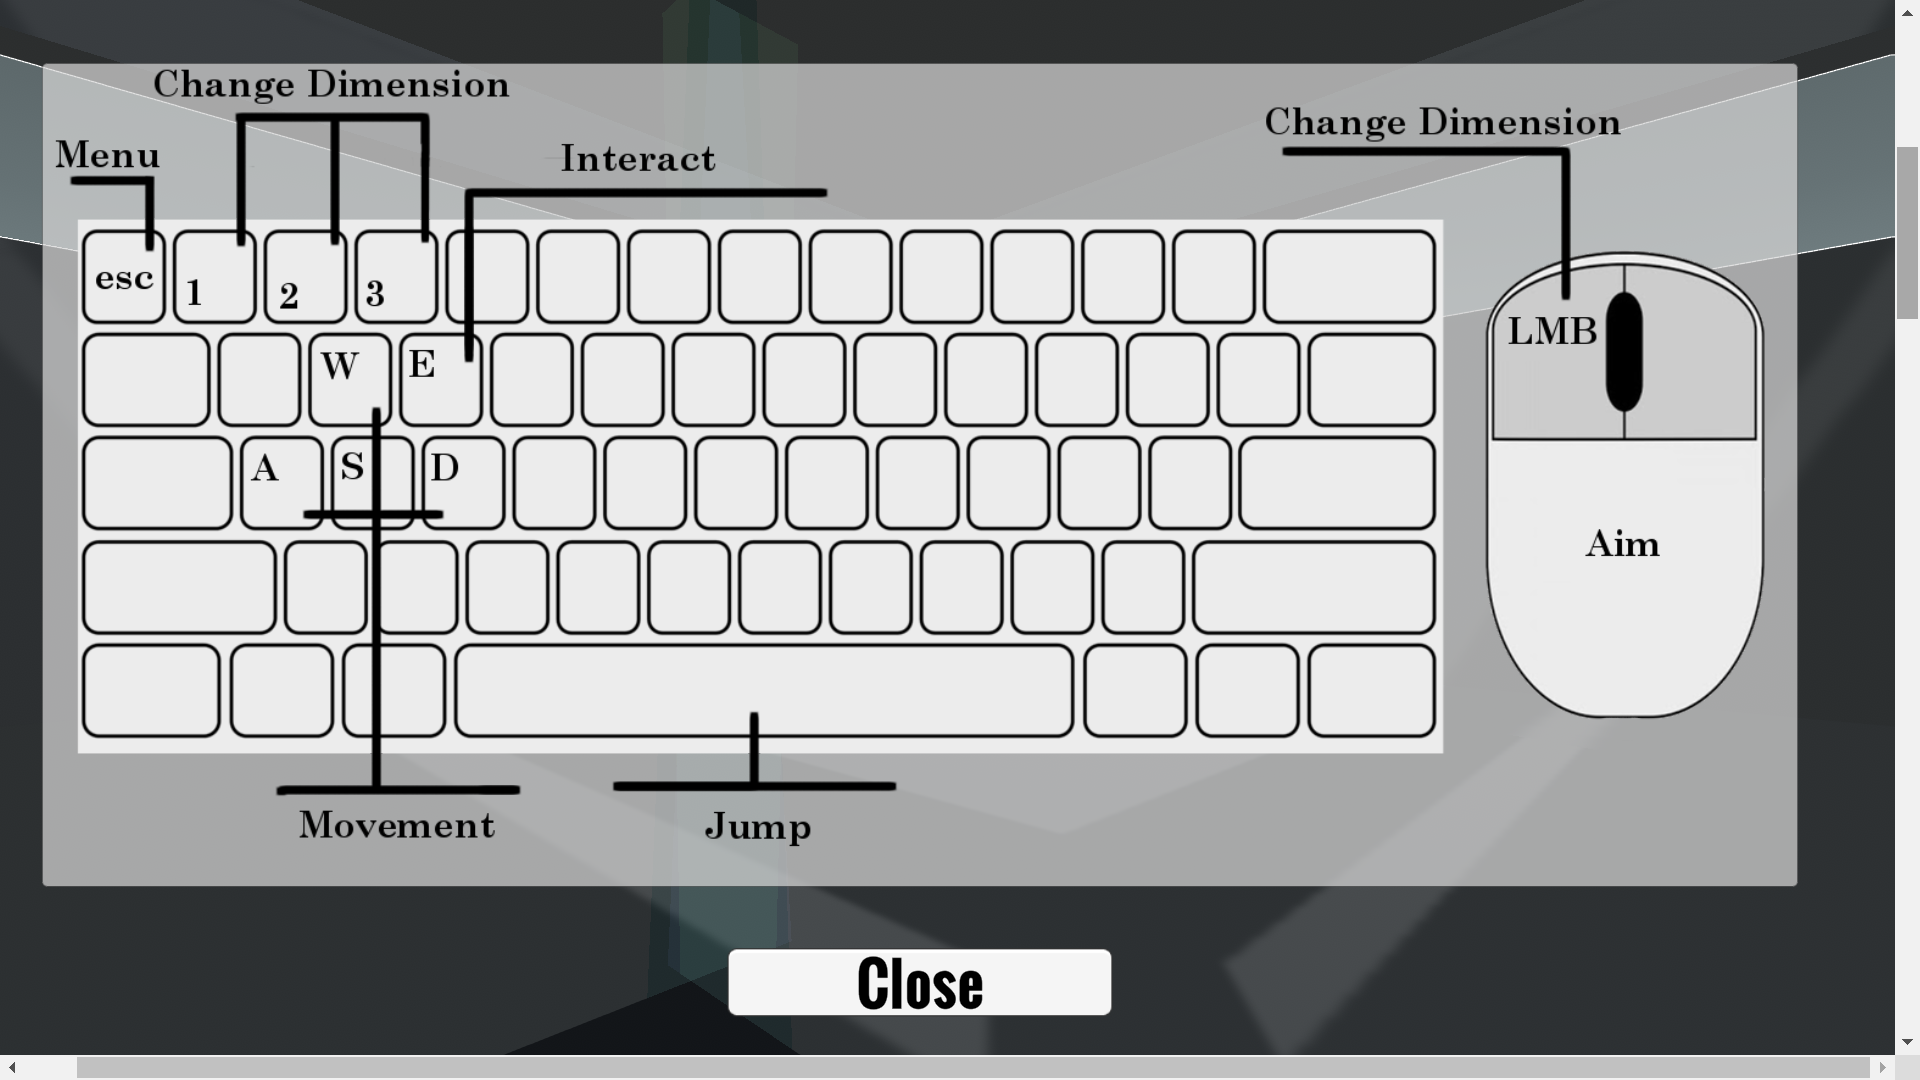 Change Dimension
Change Dimension
Menu
Interact
esc
1
2
3
LMB
W
E
A
S
D
Aim
Movement
Jump
Close